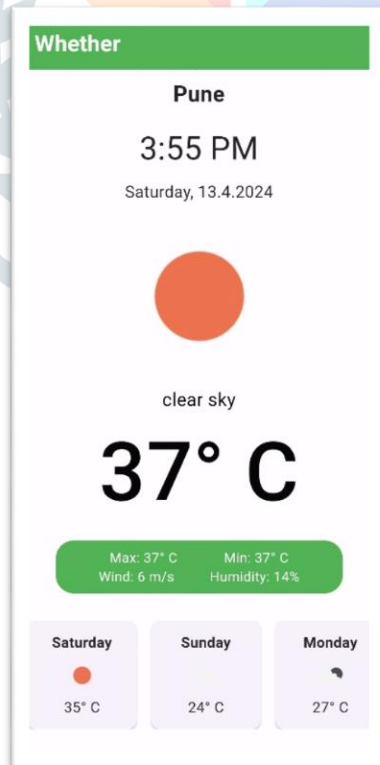 Whether
Pune
3:55 PM
Saturday, 13.4.2024
clear sky
37° C
Max: 37° C Min: 37° C
Wind: 6 m/s Humidity: 14%
Saturday Sunday Monday
35° C 24° C 27° C